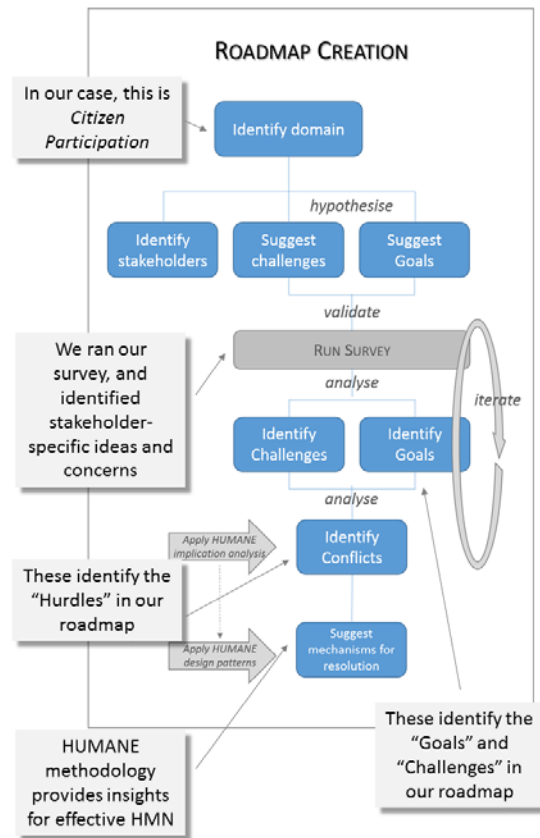 ROADMAP CREATION
In our case, this is
Citizen
Participation
Identify domain
hypothesise
Identify
stakeholders
Suggest
challenges
Suggest
Goals
validate
We ran our
survey, and
identified
stakeholder-
specific ideas and
concerns
RUN SURVEY
analyse
iterate
Identify
Challenges
Identify
Goals
analyse
Apply HUMANE
implication analysis
Identify
Conflicts
These identify the
“Hurdles” in our
roadmap
Apply HUMANE
design patterns
Suggest
mechanisms for
resolution
HUMANE
methodology
provides insights
for effective HMN
These identify the
“Goals” and
“Challenges” in
our roadmap